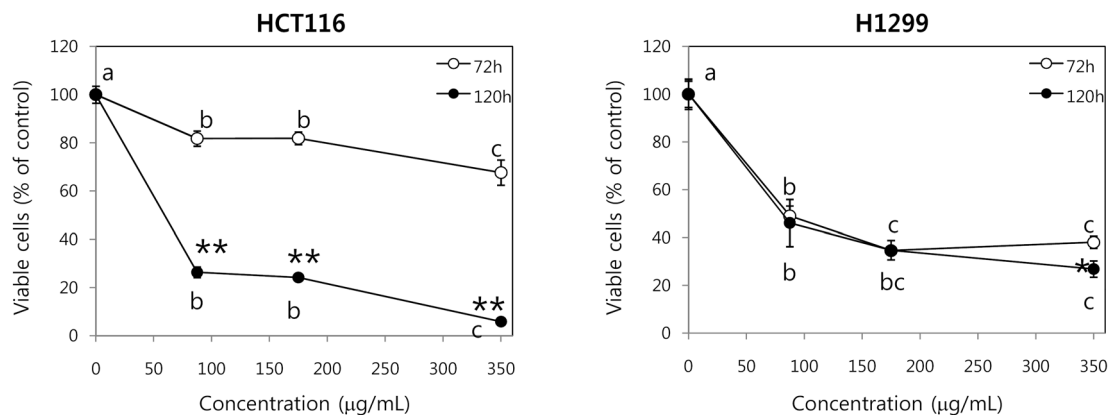 HCT116
120
100
80
60
40
20
0
Viable cells (% of control)
a
b
b
c
**
b
**
b
**
c
72h
120h
0 50 100 150 200 250 300 350
Concentration (μg/mL)
H1299
120
100
80
60
40
20
0
Viable cells (% of control)
a
b
c
c
b
bc
*
c
72h
120h
0 50 100 150 200 250 300 350
Concentration (μg/mL)